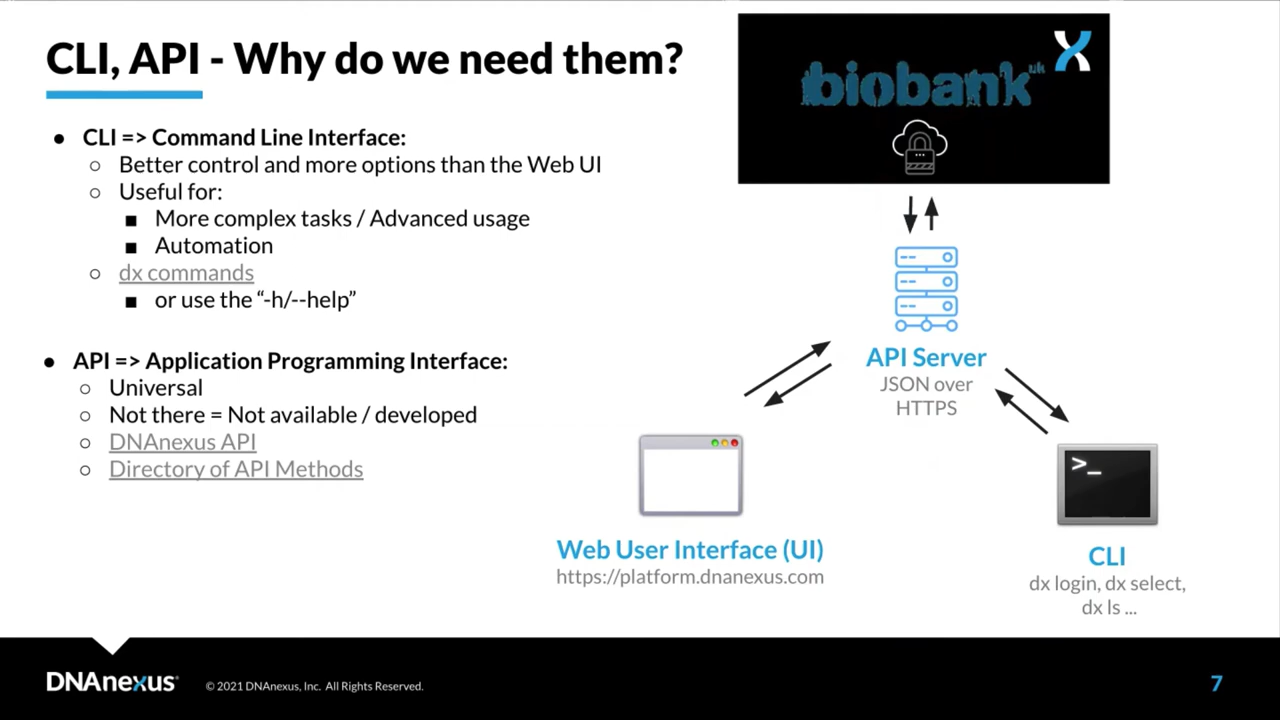 CLI, API - Why do we need them?
● CLI => Command Line Interface:
○ Better control and more options than the Web UI
○ Useful for:
■ More complex tasks / Advanced usage
■ Automation
○ dx commands
■ or use the “-h/--help”
● API => Application Programming Interface:
○ Universal
○ Not there = Not available / developed
○ DNAnexus API
○ Directory of API Methods
biobank uk
API Server
JSON over
HTTPS
Web User Interface (UI)
https://platform.dnanexus.com
>_
CLI
dx login, dx select,
dx ls ...
DNAnexus
© 2021 DNAnexus, Inc. All Rights Reserved.
7